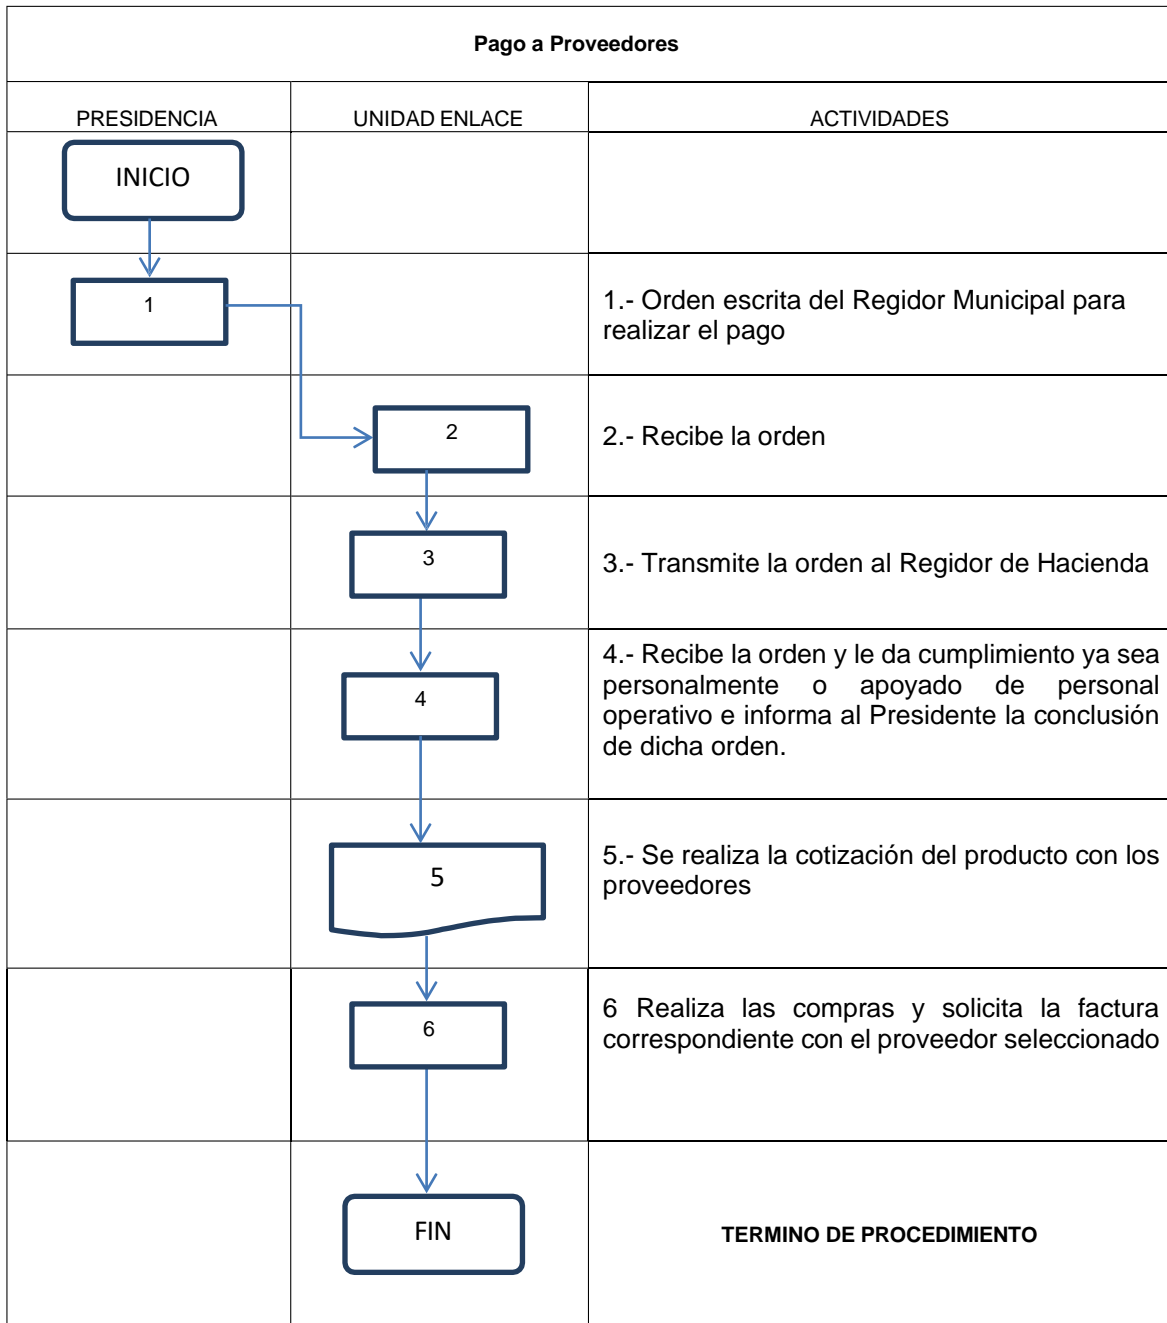 Pago a Proveedores
PRESIDENCIA
UNIDAD ENLACE
ACTIVIDADES
INICIO
1
1.- Orden escrita del Regidor Municipal para
realizar el pago
2
2.- Recibe la orden
3
3.- Transmite la orden al Regidor de Hacienda
4
4.- Recibe la orden y le da cumplimiento ya sea
personalmente o apoyado de personal
operativo e informa al Presidente la conclusión
de dicha orden.
5
5.- Se realiza la cotización del producto con los
proveedores
6
6 Realiza las compras y solicita la factura
correspondiente con el proveedor seleccionado
FIN
TERMINO DE PROCEDIMIENTO